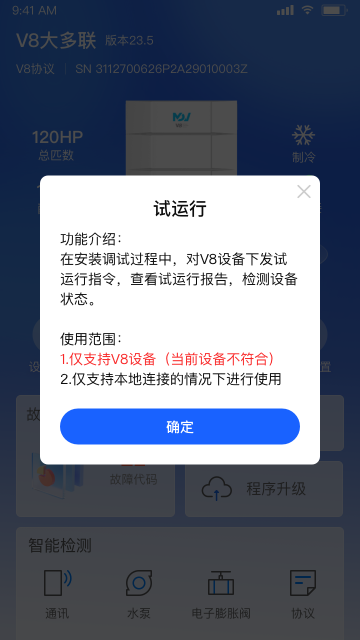 9:41 AM
V8大多联 版本23.5
V8协议 SN 3112700626P2A29010003Z
120HP
总匹数
制冷
试运行
功能介绍：
在安装调试过程中，对V8设备下发试
运行指令，查看试运行报告，检测设备
状态。
使用范围：
1.仅支持V8设备（当前设备不符合）
2.仅支持本地连接的情况下进行使用
设
置
确定
故
故障代码
程序升级
智能检测
通讯
水泵
电子膨胀阀
协议